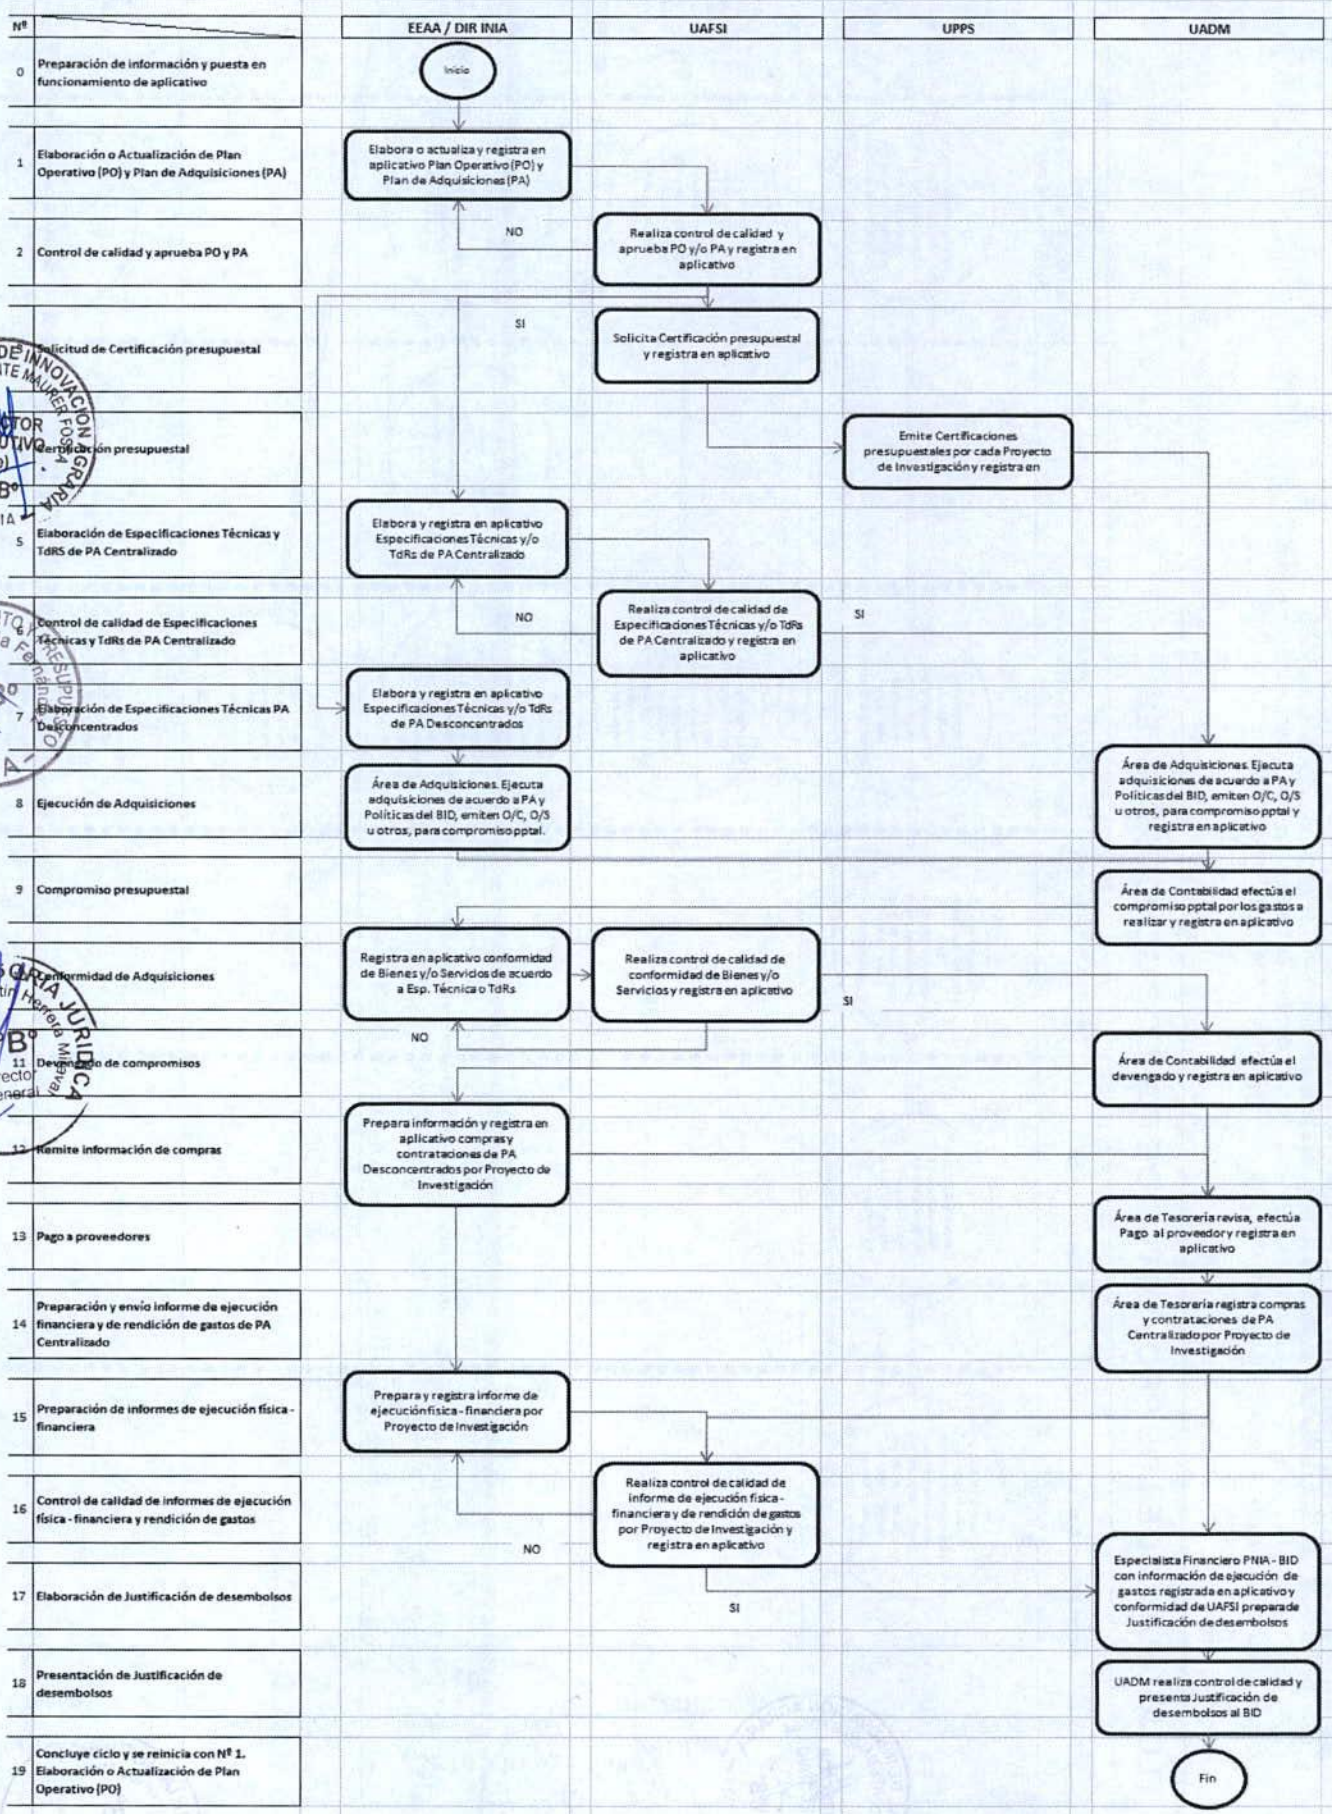 Nº
EEAA / DIR INIA
UAFSI
UPPS
UADM
0
Preparación de información y puesta en
funcionamiento de aplicativo
Inicio
1
Elaboración o Actualización de Plan
Operativo (PO) y Plan de Adquisiciones (PA)
Elabora o actualiza y registra en
aplicativo Plan Operativo (PO) y
Plan de Adquisiciones (PA)
2
Control de calidad y aprueba PO y PA
NO
Realiza control de calidad y
aprueba PO y/o PA y registra en
aplicativo
Solicitud de Certificación presupuestal
SI
Solicita Certificación presupuestal
y registra en aplicativo
Certificación presupuestal
Emite Certificaciones
presupuestales por cada Proyecto
de Investigación y registra en
5
Elaboración de Especificaciones Técnicas y
TdRS de PA Centralizado
Elabora y registra en aplicativo
Especificaciones Técnicas y/o
TdRs de PA Centralizado
6
Control de calidad de Especificaciones
Técnicas y TdRs de PA Centralizado
NO
Realiza control de calidad de
Especificaciones Técnicas y/o TdRs
de PA Centralizado y registra en
aplicativo
SI
7
Elaboración de Especificaciones Técnicas PA
Desconcentrados
Elabora y registra en aplicativo
Especificaciones Técnicas y/o TdRs
de PA Desconcentrados
8
Ejecución de Adquisiciones
Área de Adquisiciones. Ejecuta
adquisiciones de acuerdo a PA y
Políticas del BID, emiten O/C, O/S
u otros, para compromiso pptal.
Área de Adquisiciones. Ejecuta
adquisiciones de acuerdo a PA y
Políticas del BID, emiten O/C, O/S
u otros, para compromiso pptal y
registra en aplicativo
9
Compromiso presupuestal
Área de Contabilidad efectúa el
compromiso pptal por los gastos a
realizar y registra en aplicativo
Conformidad de Adquisiciones
Registra en aplicativo conformidad
de Bienes y/o Servicios de acuerdo
a Esp. Técnica o TdRs
Realiza control de calidad de
conformidad de Bienes y/o
Servicios y registra en aplicativo
SI
NO
11
Devengado de compromisos
Área de Contabilidad efectúa el
devengado y registra en aplicativo
12
Remite información de compras
Prepara información y registra en
aplicativo compras y
contrataciones de PA
Desconcentrados por Proyecto de
Investigación
13
Pago a proveedores
Área de Tesorería revisa, efectúa
Pago al proveedor y registra en
aplicativo
14
Preparación y envío informe de ejecución
financiera y de rendición de gastos de PA
Centralizado
Área de Tesorería registra compras
y contrataciones de PA
Centralizado por Proyecto de
Investigación
15
Preparación de informes de ejecución física -
financiera
Prepara y registra informe de
ejecución física - financiera por
Proyecto de Investigación
16
Control de calidad de informes de ejecución
física - financiera y rendición de gastos
NO
Realiza control de calidad de
informe de ejecución física -
financiera y de rendición de gastos
por Proyecto de Investigación y
registra en aplicativo
17
Elaboración de Justificación de desembolsos
SI
Especialista Financiero PNIA - BID
con información de ejecución de
gastos registrada en aplicativo y
conformidad de UAFSI prepara de
Justificación de desembolsos
18
Presentación de Justificación de
desembolsos
UADM realiza control de calidad y
presenta Justificación de
desembolsos al BID
19
Concluye ciclo y se reinicia con Nº 1.
Elaboración o Actualización de Plan
Operativo (PO)
Fin
DE INNOVACION AGRARIA
MAURER FOSSA
PRESUPUESTO
ASESORIA JURIDICA
Herrera